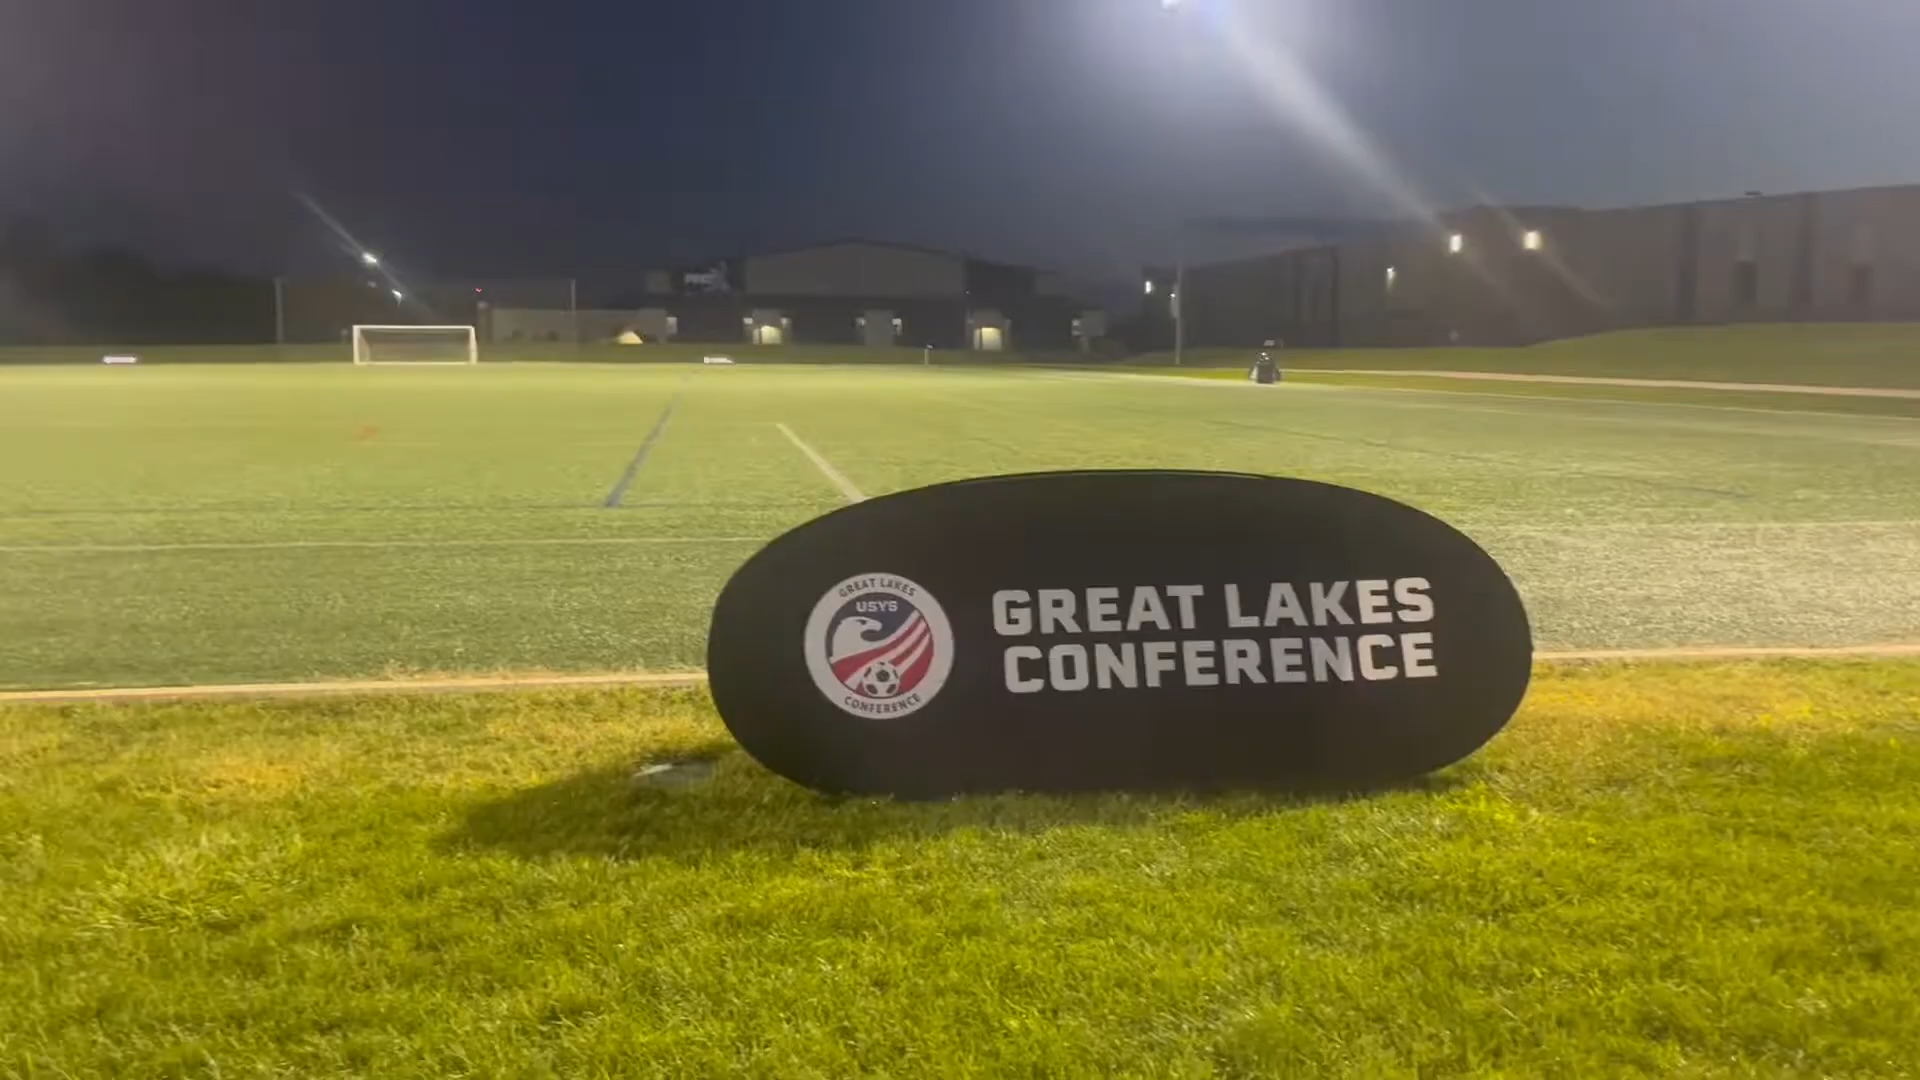 GREAT LAKES
USYS
CONFERENCE
GREAT LAKES
CONFERENCE